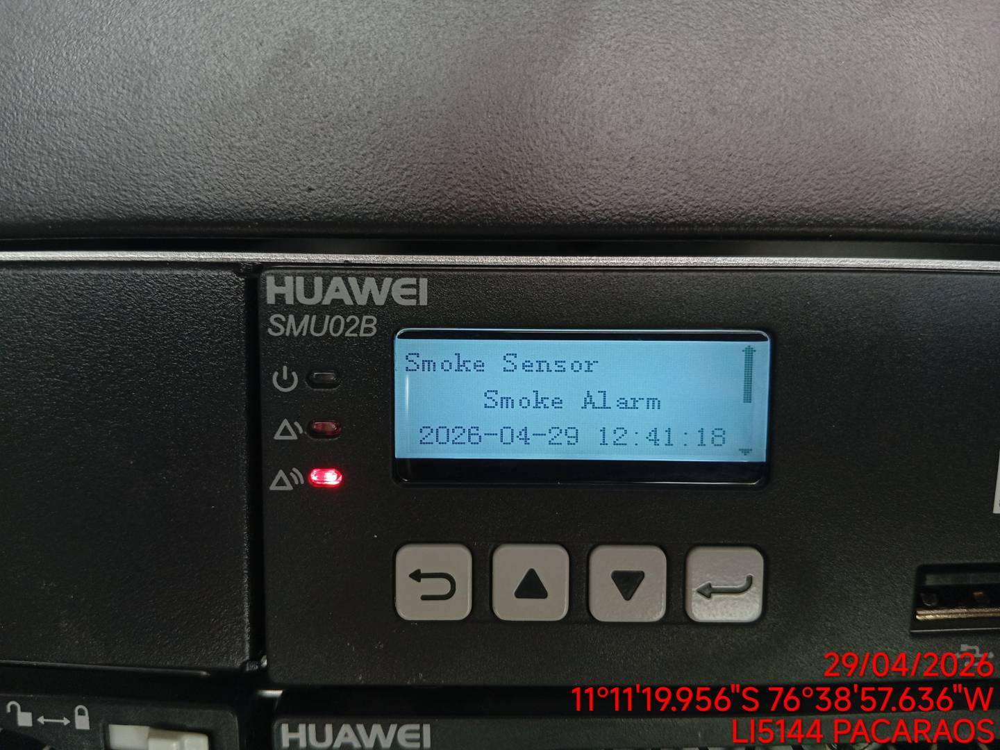 HUAWEI
SMU02B
Smoke Sensor
Smoke Alarm
2026-04-29 12:41:18
29/04/2026
11°11'19.956"S 76°38'57.636"W
LI5144 PACARAOS
HUAWEI